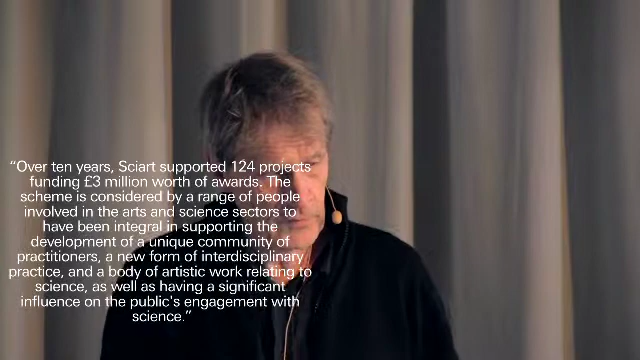 “Over ten years, Sciart supported 124 projects
funding £3 million worth of awards. The
scheme is considered by a range of people
involved in the arts and science sectors to
have been integral in supporting the
development of a unique community of
practitioners, a new form of interdisciplinary
practice, and a body of artistic work relating to
science, as well as having a significant
influence on the public's engagement with
science.”